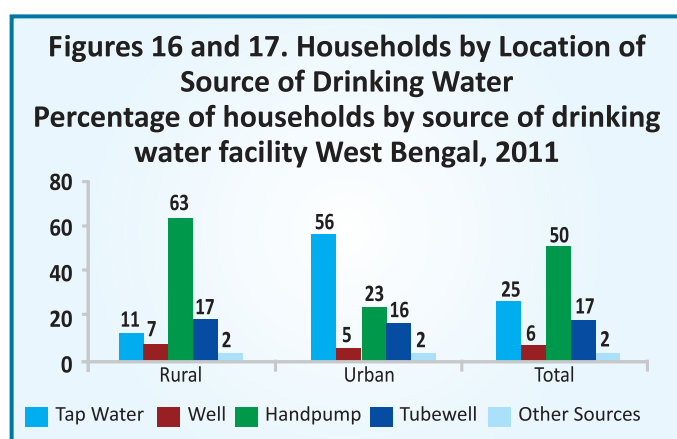 Figures 16 and 17. Households by Location of
Source of Drinking Water
Percentage of households by source of drinking
water facility West Bengal, 2011
80
60
40
20
0
11 7 63 17 2
56 5 23 16 2
25 6 50 17 2
Rural Urban Total
Tap Water Well Handpump Tubewell Other Sources